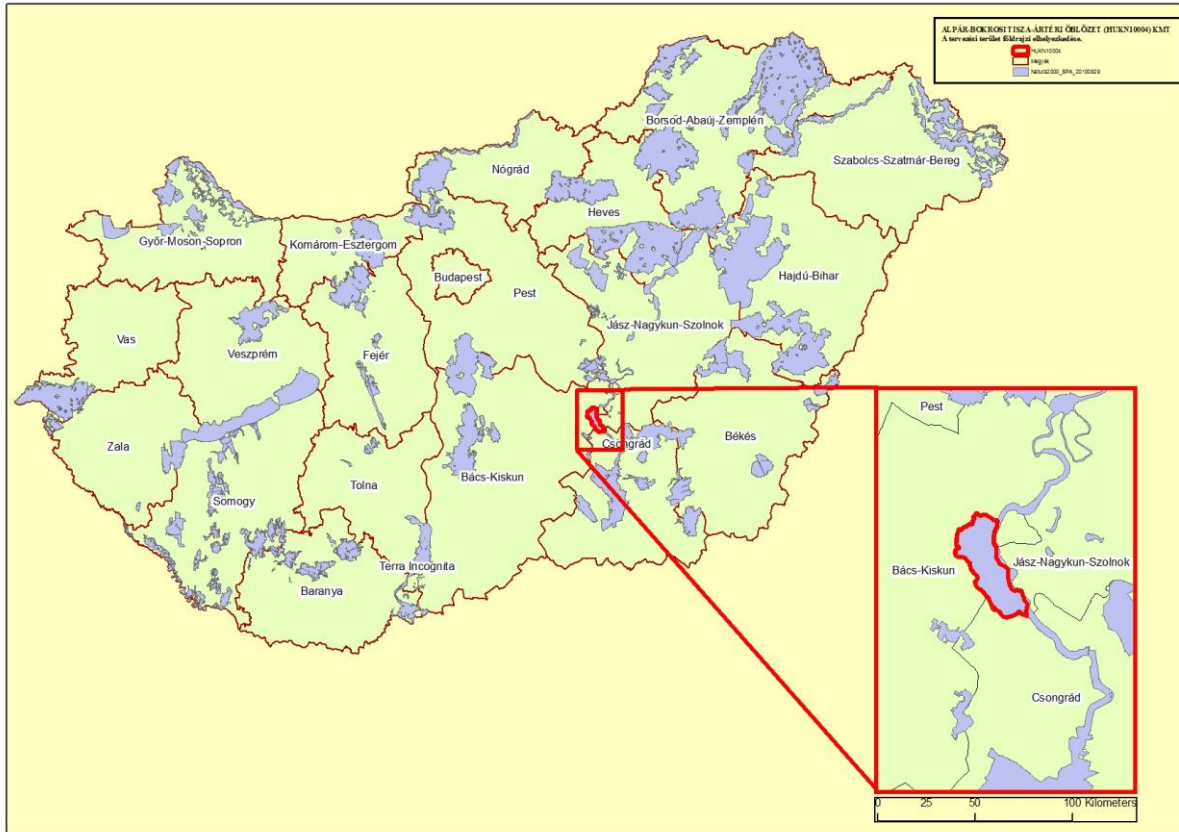 ALPÁR-BOKROSI TISZA-ÁRTÉRI ÖBLÖZET (HUKN10004) KMT
A tervezési terület földrajzi elhelyezkedése.
HUKN10004
Megyék
Natura2000_SPA_20100929
Borsod-Abaúj-Zemplén
Szabolcs-Szatmár-Bereg
Nógrád
Heves
Győr-Moson-Sopron
Komárom-Esztergom
Budapest
Pest
Hajdú-Bihar
Jász-Nagykun-Szolnok
Vas
Veszprém
Fejér
Zala
Somogy
Tolna
Bács-Kiskun
Csongrád
Békés
Terra Incognita
Baranya
Pest
Bács-Kiskun
Jász-Nagykun-Szolnok
Csongrád
0 25 50 100 Kilometers